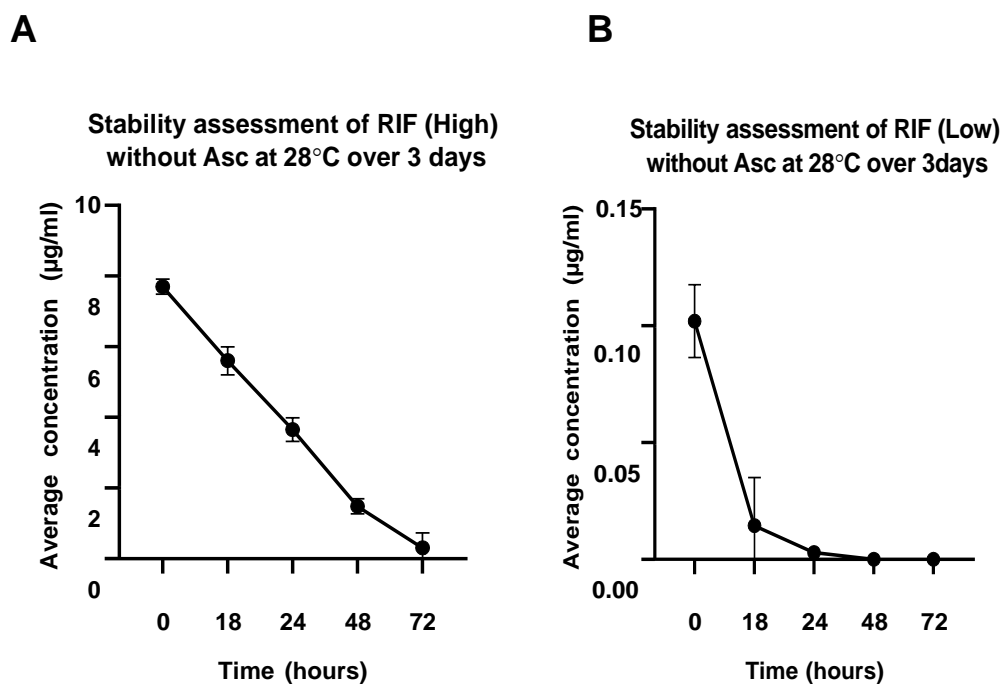 A
Stability assessment of RIF (High)
without Asc at 28°C over 3 days
Average concentration (µg/ml)
10
8
6
4
2
0
0 18 24 48 72
Time (hours)
B
Stability assessment of RIF (Low)
without Asc at 28°C over 3days
Average concentration (µg/ml)
0.15
0.10
0.05
0.00
0 18 24 48 72
Time (hours)